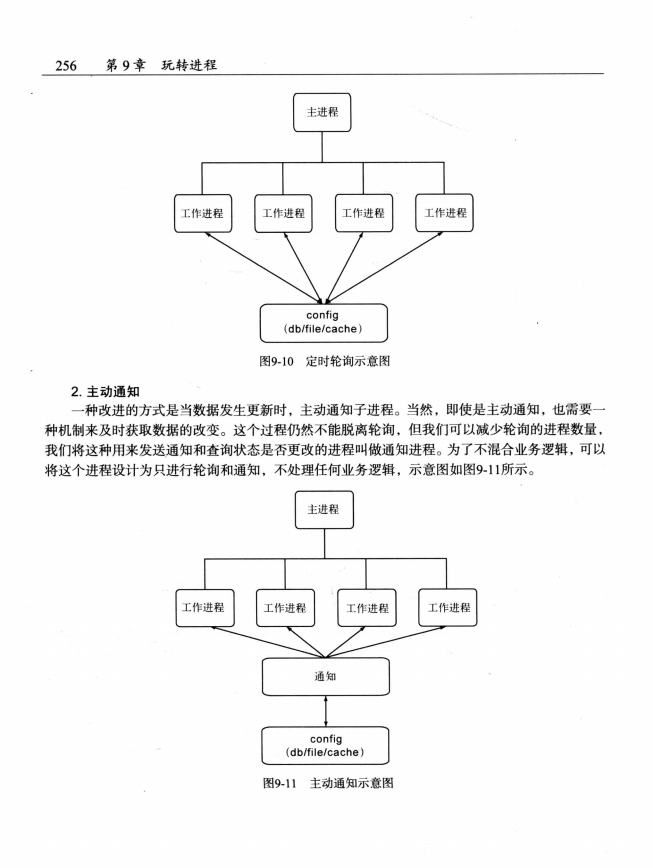 256 第9章 玩转进程
主进程
工作进程 工作进程 工作进程 工作进程
config
(db/file/cache)
图9-10 定时轮询示意图
2. 主动通知
一种改进的方式是当数据发生更新时，主动通知子进程。当然，即使是主动通知，也需要一
种机制来及时获取数据的改变。这个过程仍然不能脱离轮询，但我们可以减少轮询的进程数量，
我们将这种用来发送通知和查询状态是否更改的进程叫做通知进程。为了不混合业务逻辑，可以
将这个进程设计为只进行轮询和通知，不处理任何业务逻辑，示意图如图9-11所示。
主进程
工作进程 工作进程 工作进程 工作进程
通知
config
(db/file/cache)
图9-11 主动通知示意图